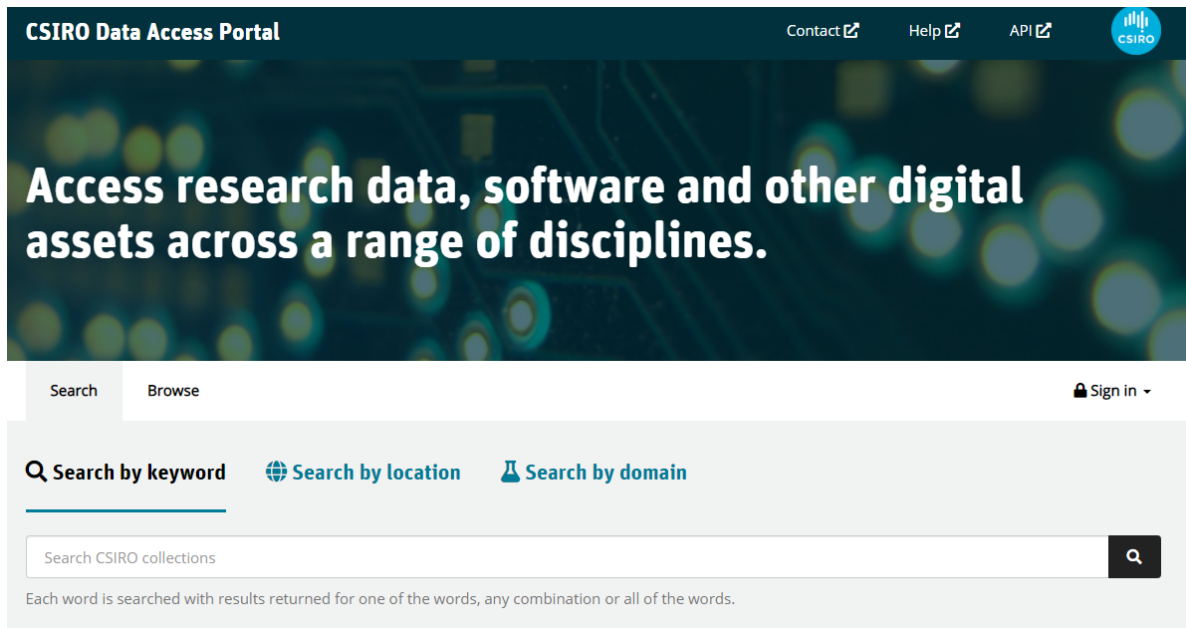 CSIRO Data Access Portal
Contact
Help
API
CSIRO
Access research data, software and other digital
assets across a range of disciplines.
Search
Browse
Sign in
Search by keyword
Search by location
Search by domain
Search CSIRO collections
Each word is searched with results returned for one of the words, any combination or all of the words.